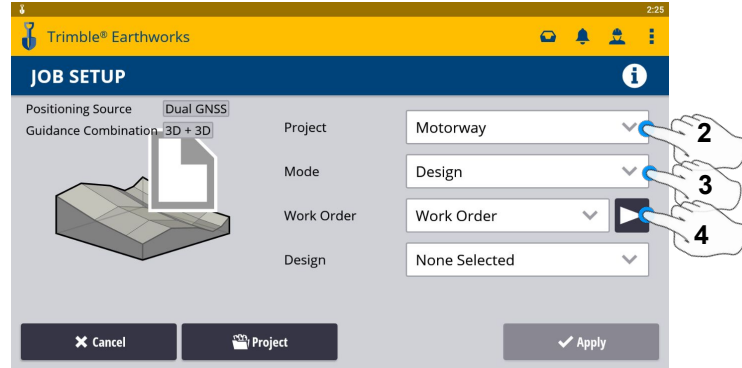 2:25
Trimble® Earthworks
JOB SETUP
Positioning Source Dual GNSS
Guidance Combination 3D + 3D
Project Motorway
2
Mode Design
3
Work Order Work Order
4
Design None Selected
Cancel Project Apply